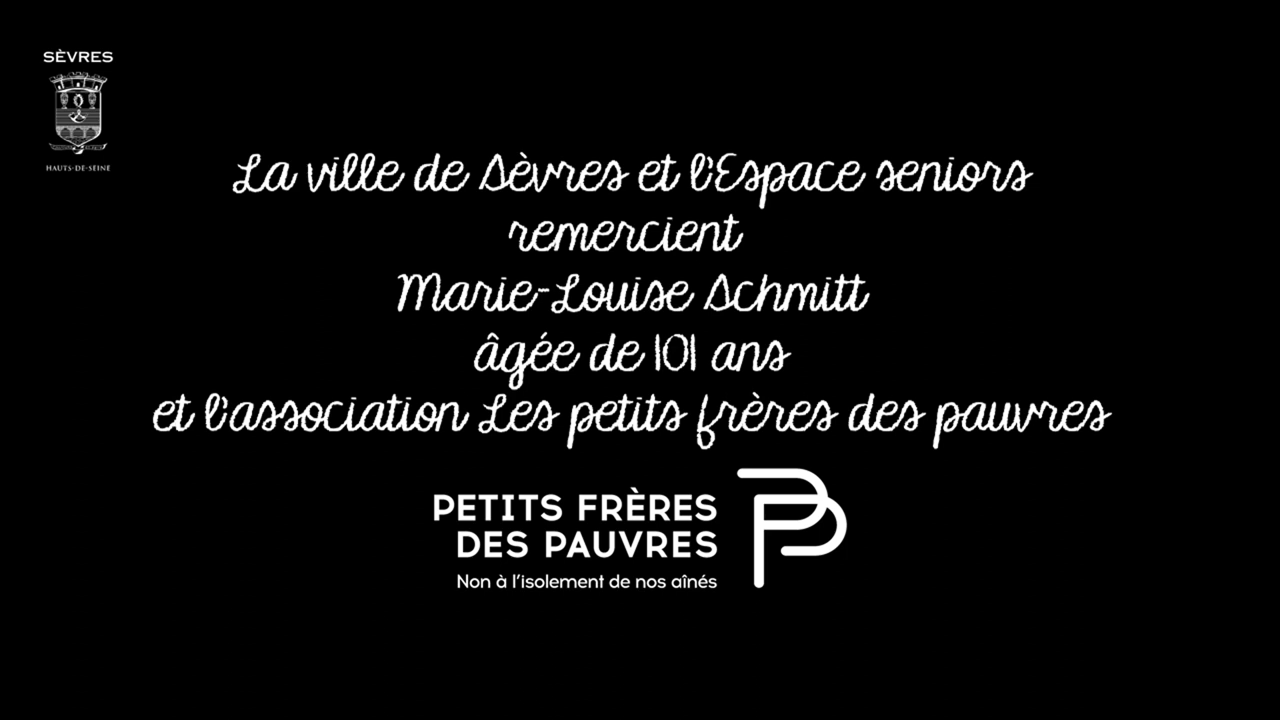 SÈVRES
HAUTS-DE-SEINE
La ville de Sèvres et l'Espace seniors
remercient
Marie-Louise Schmitt
âgée de 101 ans
et l'association Les petits frères des pauvres
PETITS FRÈRES
DES PAUVRES
Non à l'isolement de nos aînés